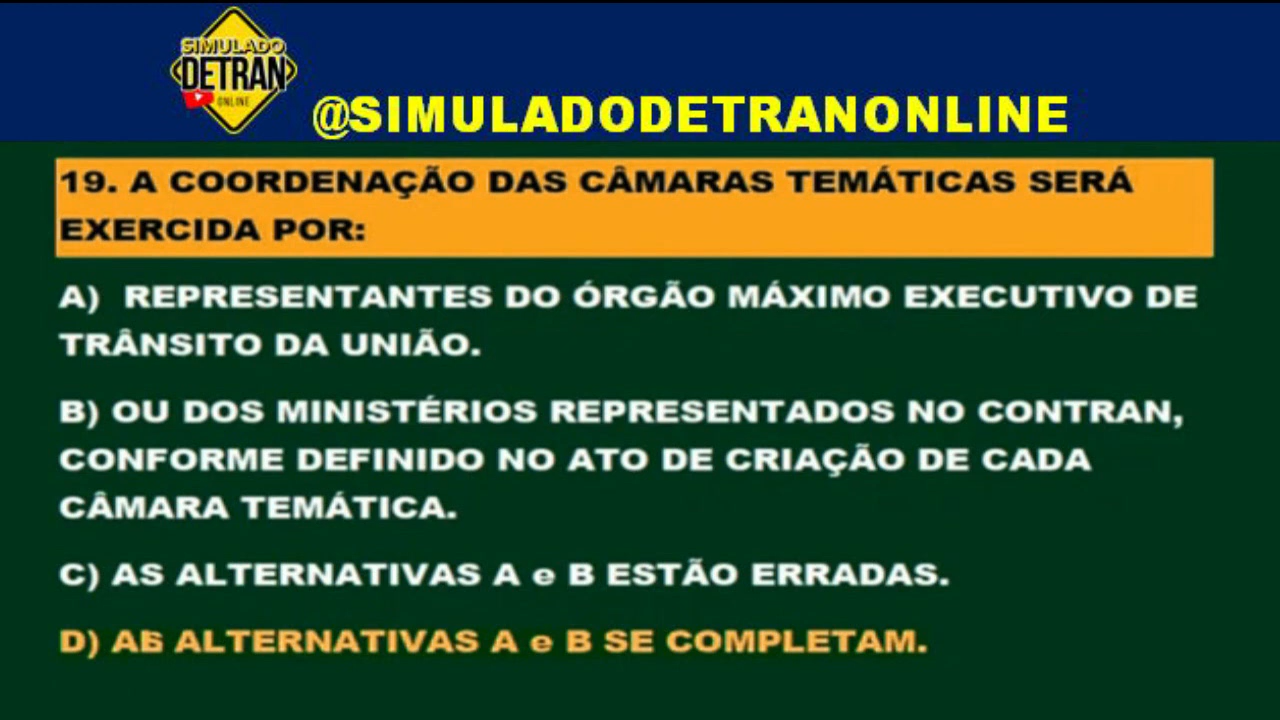 SIMULADO
DETRAN
ONLINE
@SIMULADODETRANONLINE
19. A COORDENAÇÃO DAS CÂMARAS TEMÁTICAS SERÁ
EXERCIDA POR:
A) REPRESENTANTES DO ÓRGÃO MÁXIMO EXECUTIVO DE
TRÂNSITO DA UNIÃO.
B) OU DOS MINISTÉRIOS REPRESENTADOS NO CONTRAN,
CONFORME DEFINIDO NO ATO DE CRIAÇÃO DE CADA
CÂMARA TEMÁTICA.
C) AS ALTERNATIVAS A e B ESTÃO ERRADAS.
D) AS ALTERNATIVAS A e B SE COMPLETAM.